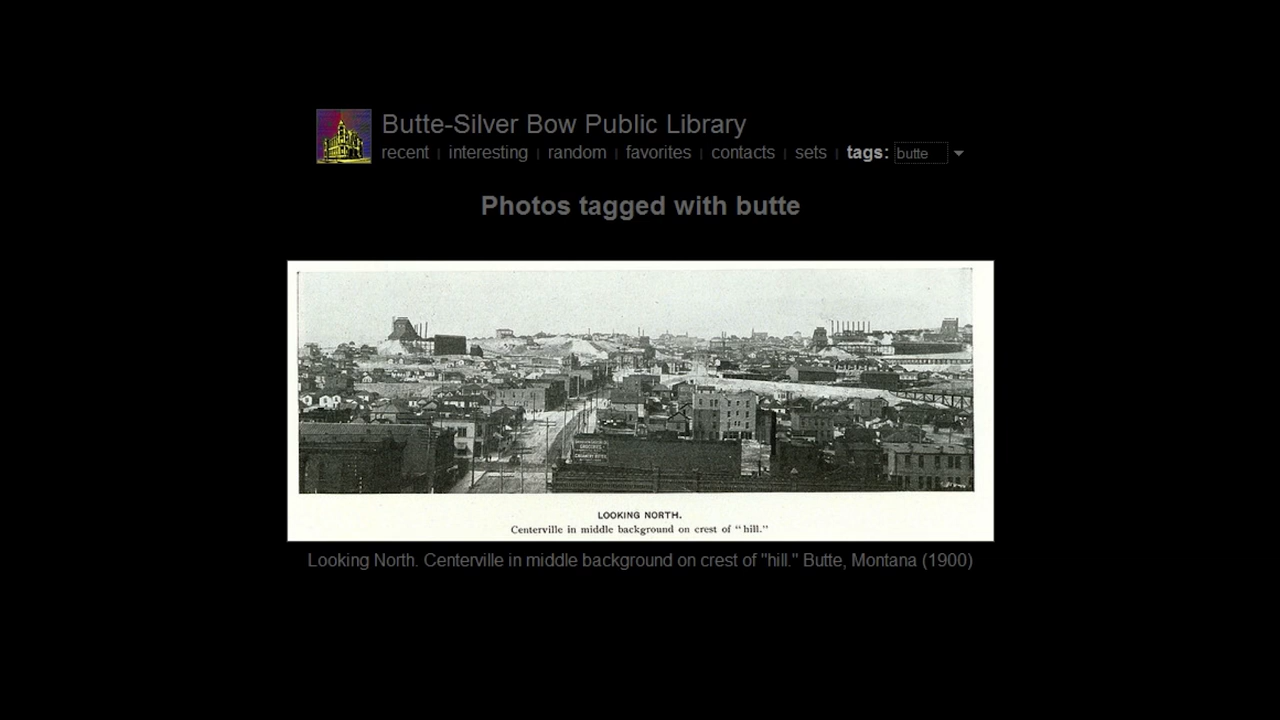 Butte-Silver Bow Public Library
recent | interesting | random | favorites | contacts | sets | tags: butte
Photos tagged with butte
LOOKING NORTH.
Centerville in middle background on crest of "hill."
Looking North. Centerville in middle background on crest of "hill." Butte, Montana (1900)